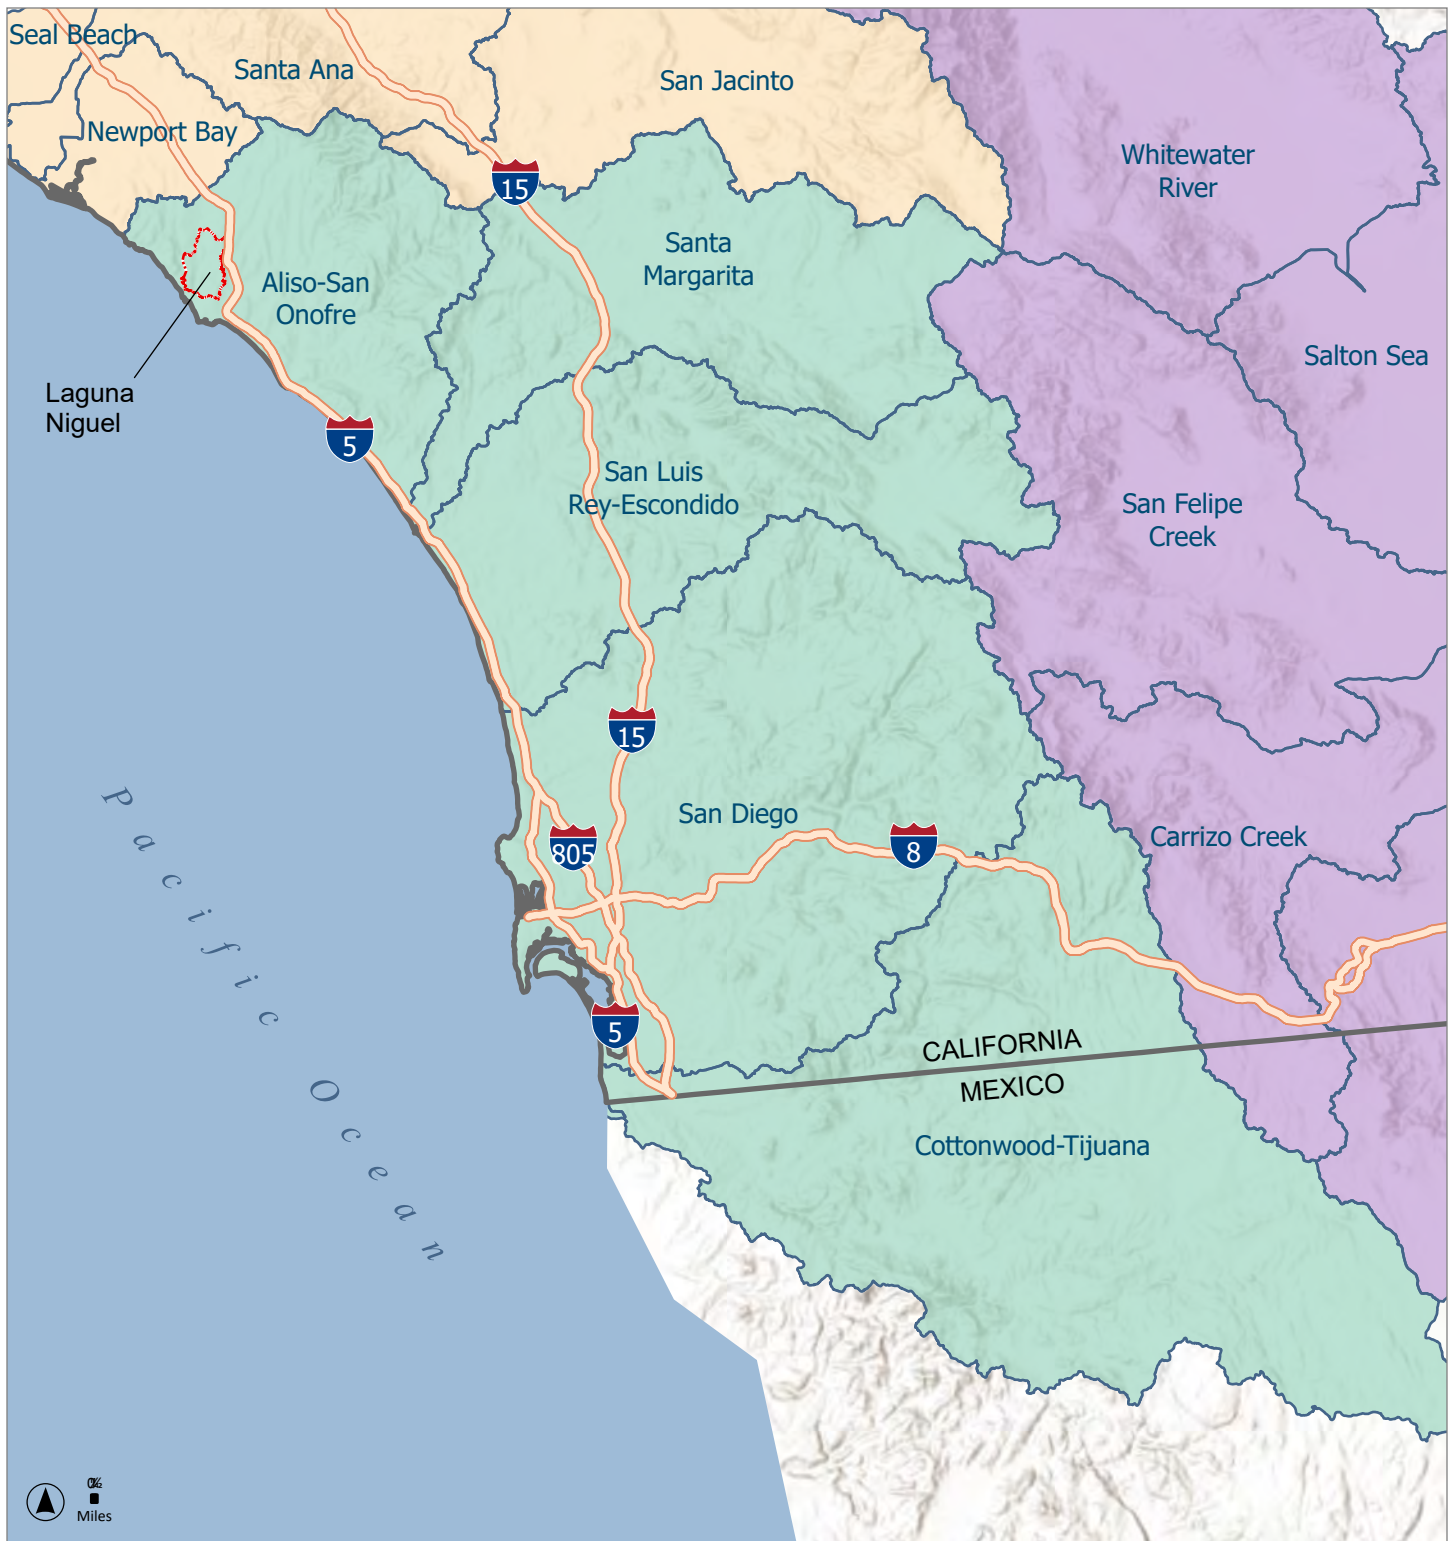 Seal Beach
Santa Ana
San Jacinto
Newport Bay
Whitewater
River
15
Santa
Margarita
Aliso-San
Onofre
Salton Sea
Laguna
Niguel
5
San Luis
Rey-Escondido
San Felipe
Creek
15
Pacific Ocean
San Diego
805
8
Carrizo Creek
5
CALIFORNIA
MEXICO
Cottonwood-Tijuana
Miles